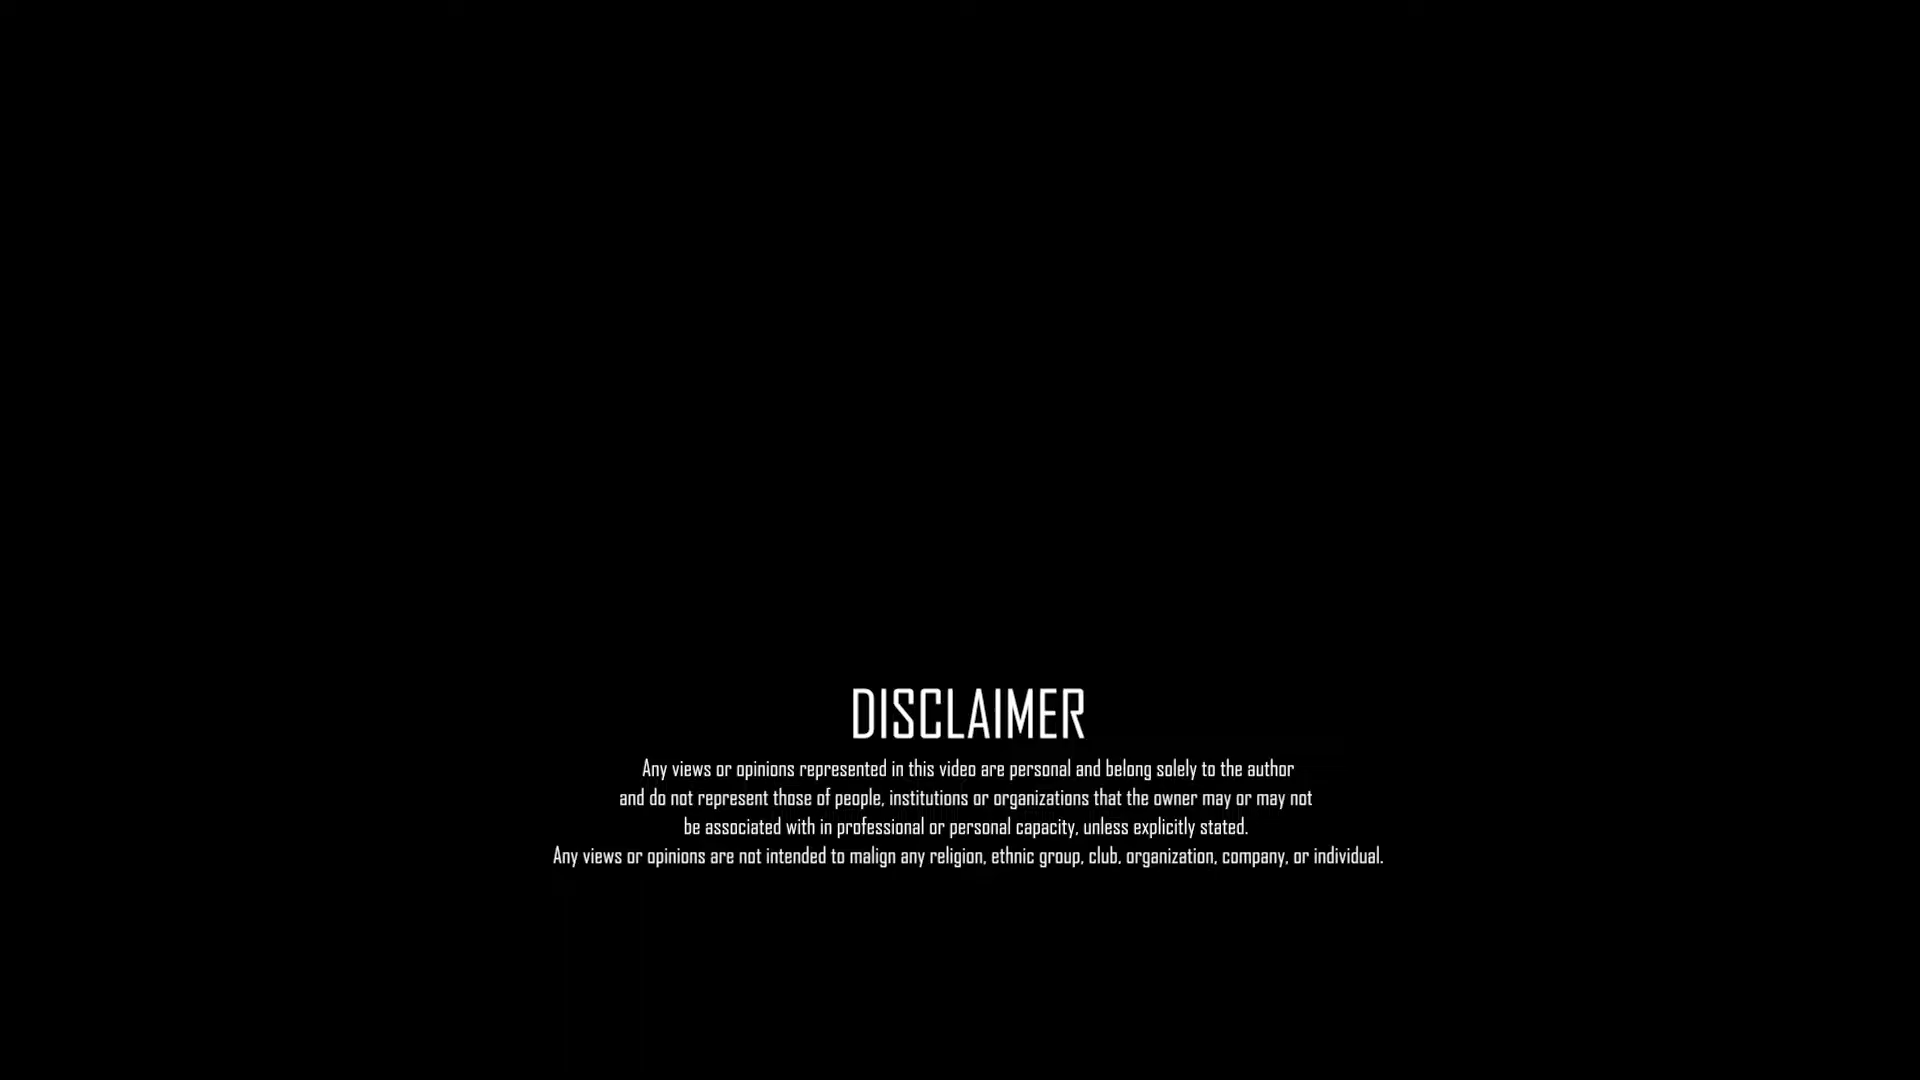 DISCLAIMER
Any views or opinions represented in this video are personal and belong solely to the author
and do not represent those of people, institutions or organizations that the owner may or may not
be associated with in professional or personal capacity, unless explicitly stated.
Any views or opinions are not intended to malign any religion, ethnic group, club, organization, company, or individual.